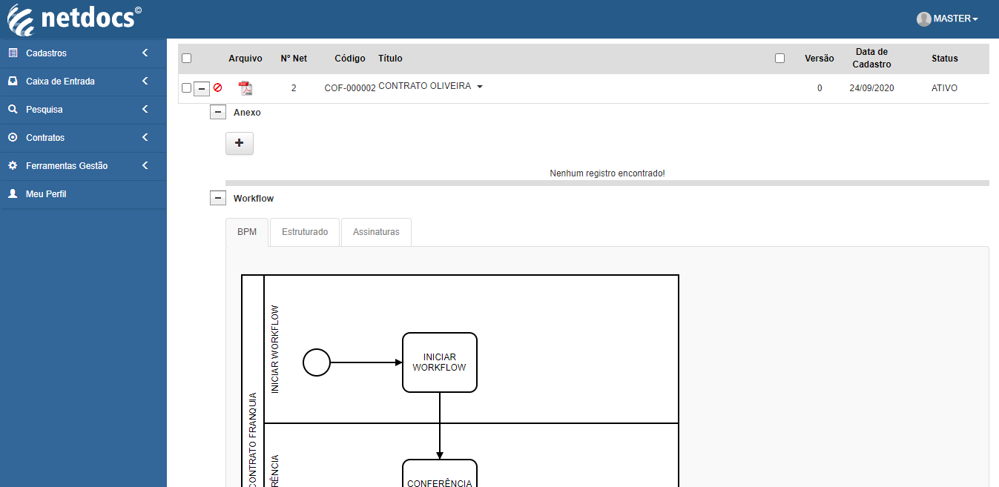 netdocs©
MASTER
Cadastros
Caixa de Entrada
Pesquisa
Contratos
Ferramentas Gestão
Meu Perfil
Arquivo Nº Net Código Título Versão Data de Cadastro Status
2 COF-000002 CONTRATO OLIVEIRA 0 24/09/2020 ATIVO
Anexo
+
Nenhum registro encontrado!
Workflow
BPM Estruturado Assinaturas
CONTRATO FRANQUIA
INICIAR WORKFLOW
INICIAR
WORKFLOW
RÊNCIA
CONFERÊNCIA